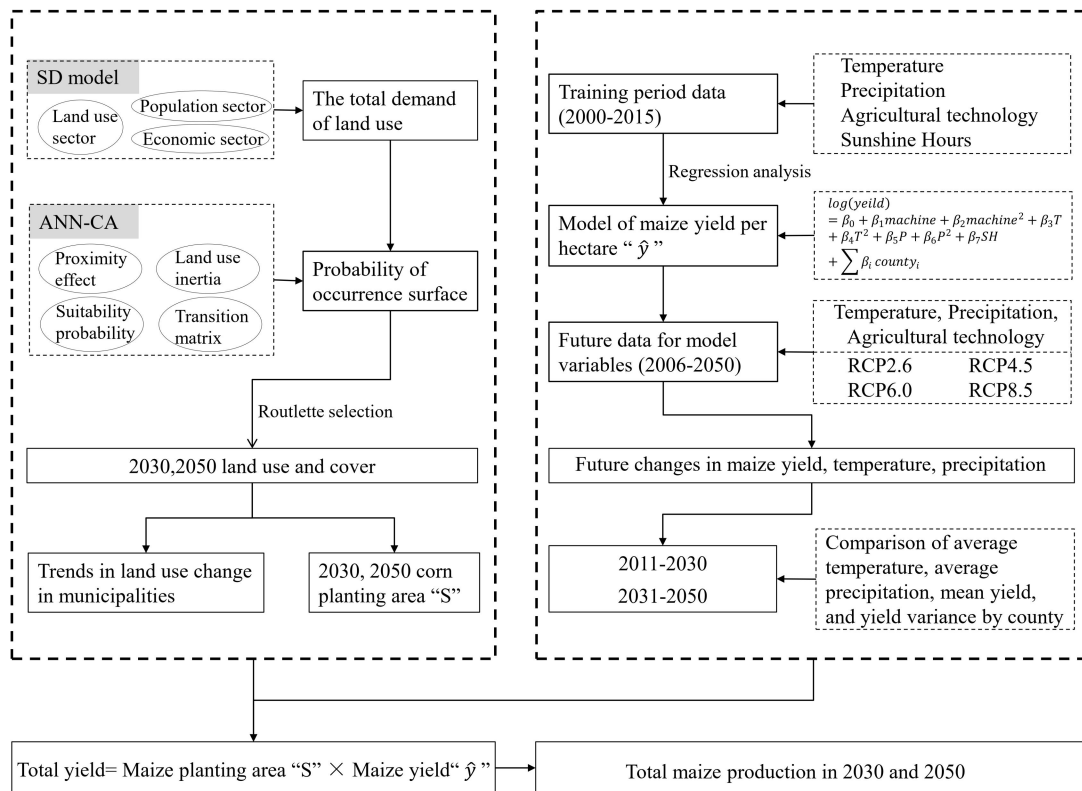 SD model
Land use
sector
Population sector
Economic sector
The total demand
of land use
ANN-CA
Proximity
effect
Land use
inertia
Suitability
probability
Transition
matrix
Probability of
occurrence surface
Routlette selection
2030,2050 land use and cover
Trends in land use change
in municipalities
2030, 2050 corn
planting area “S”
Training period data
(2000-2015)
Temperature
Precipitation
Agricultural technology
Sunshine Hours
Regression analysis
Model of maize yield per
hectare “ ŷ ”
log(yeild)
= β₀ + β₁machine + β₂machine² + β₃T
+ β₄T² + β₅P + β₆P² + β₇SH
+ ∑ βᵢ countyᵢ
Future data for model
variables (2006-2050)
Temperature, Precipitation,
Agricultural technology
RCP2.6 RCP4.5
RCP6.0 RCP8.5
Future changes in maize yield, temperature, precipitation
2011-2030
2031-2050
Comparison of average
temperature, average
precipitation, mean yield,
and yield variance by county
Total yield= Maize planting area “S” × Maize yield“ ŷ ”
Total maize production in 2030 and 2050